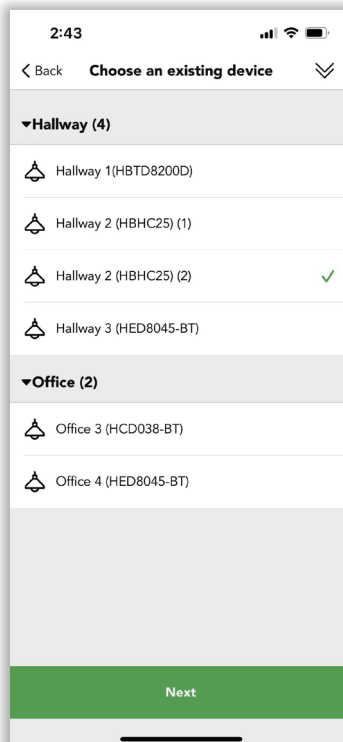 2:43
Back Choose an existing device
Hallway (4)
Hallway 1(HBTD8200D)
Hallway 2 (HBHC25) (1)
Hallway 2 (HBHC25) (2)
Hallway 3 (HED8045-BT)
Office (2)
Office 3 (HCD038-BT)
Office 4 (HED8045-BT)
Next